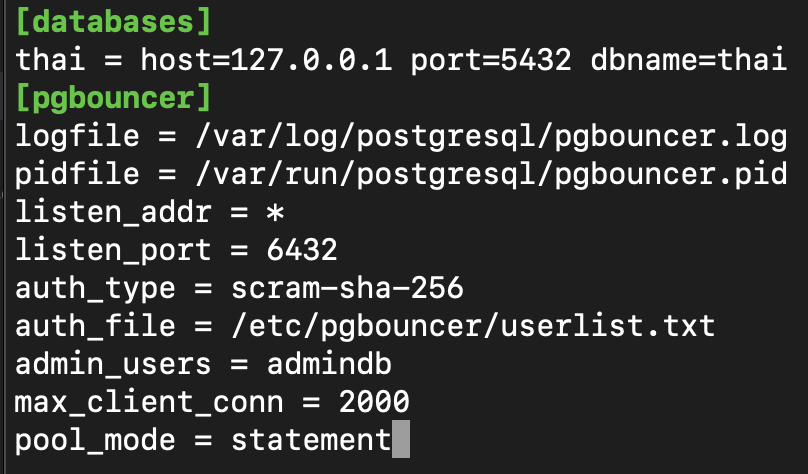 [databases]
thai = host=127.0.0.1 port=5432 dbname=thai
[pgbouncer]
logfile = /var/log/postgresql/pgbouncer.log
pidfile = /var/run/postgresql/pgbouncer.pid
listen_addr = *
listen_port = 6432
auth_type = scram-sha-256
auth_file = /etc/pgbouncer/userlist.txt
admin_users = admindb
max_client_conn = 2000
pool_mode = statement